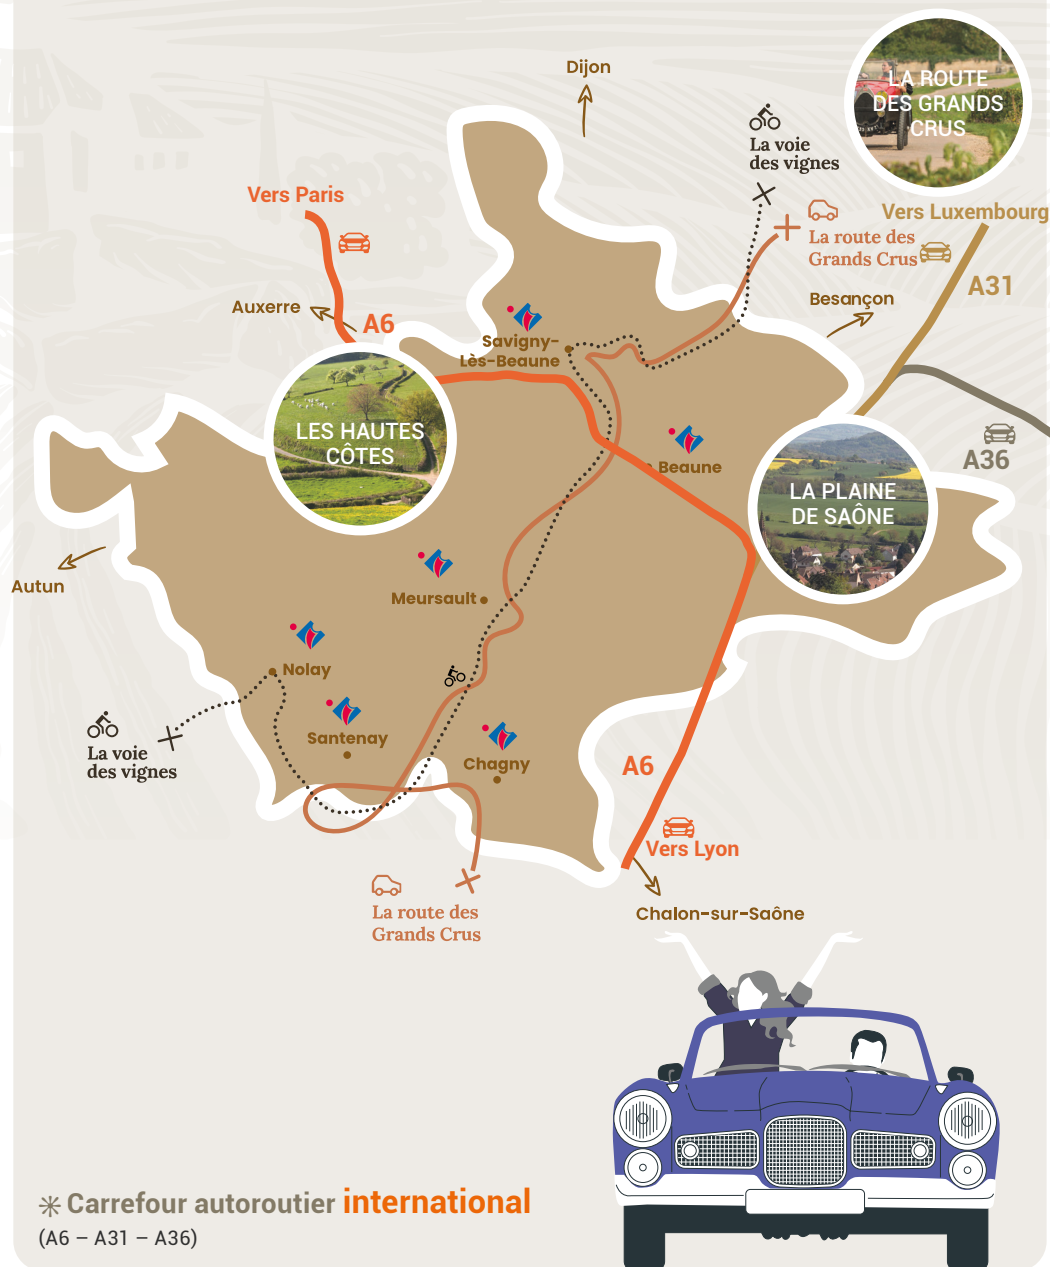 Dijon
LA ROUTE
DES GRANDS
CRUS
La voie
des vignes
Vers Paris
Vers Luxembourg
La route des
Grands Crus
A31
Besançon
Auxerre
A6
Savigny-
Lès-Beaune
LES HAUTES
CÔTES
Beaune
A36
LA PLAINE
DE SAÔNE
Autun
Meursault
Nolay
Santenay
La voie
des vignes
Chagny
A6
Vers Lyon
La route des
Grands Crus
Chalon-sur-Saône
Carrefour autoroutier international
(A6 – A31 – A36)